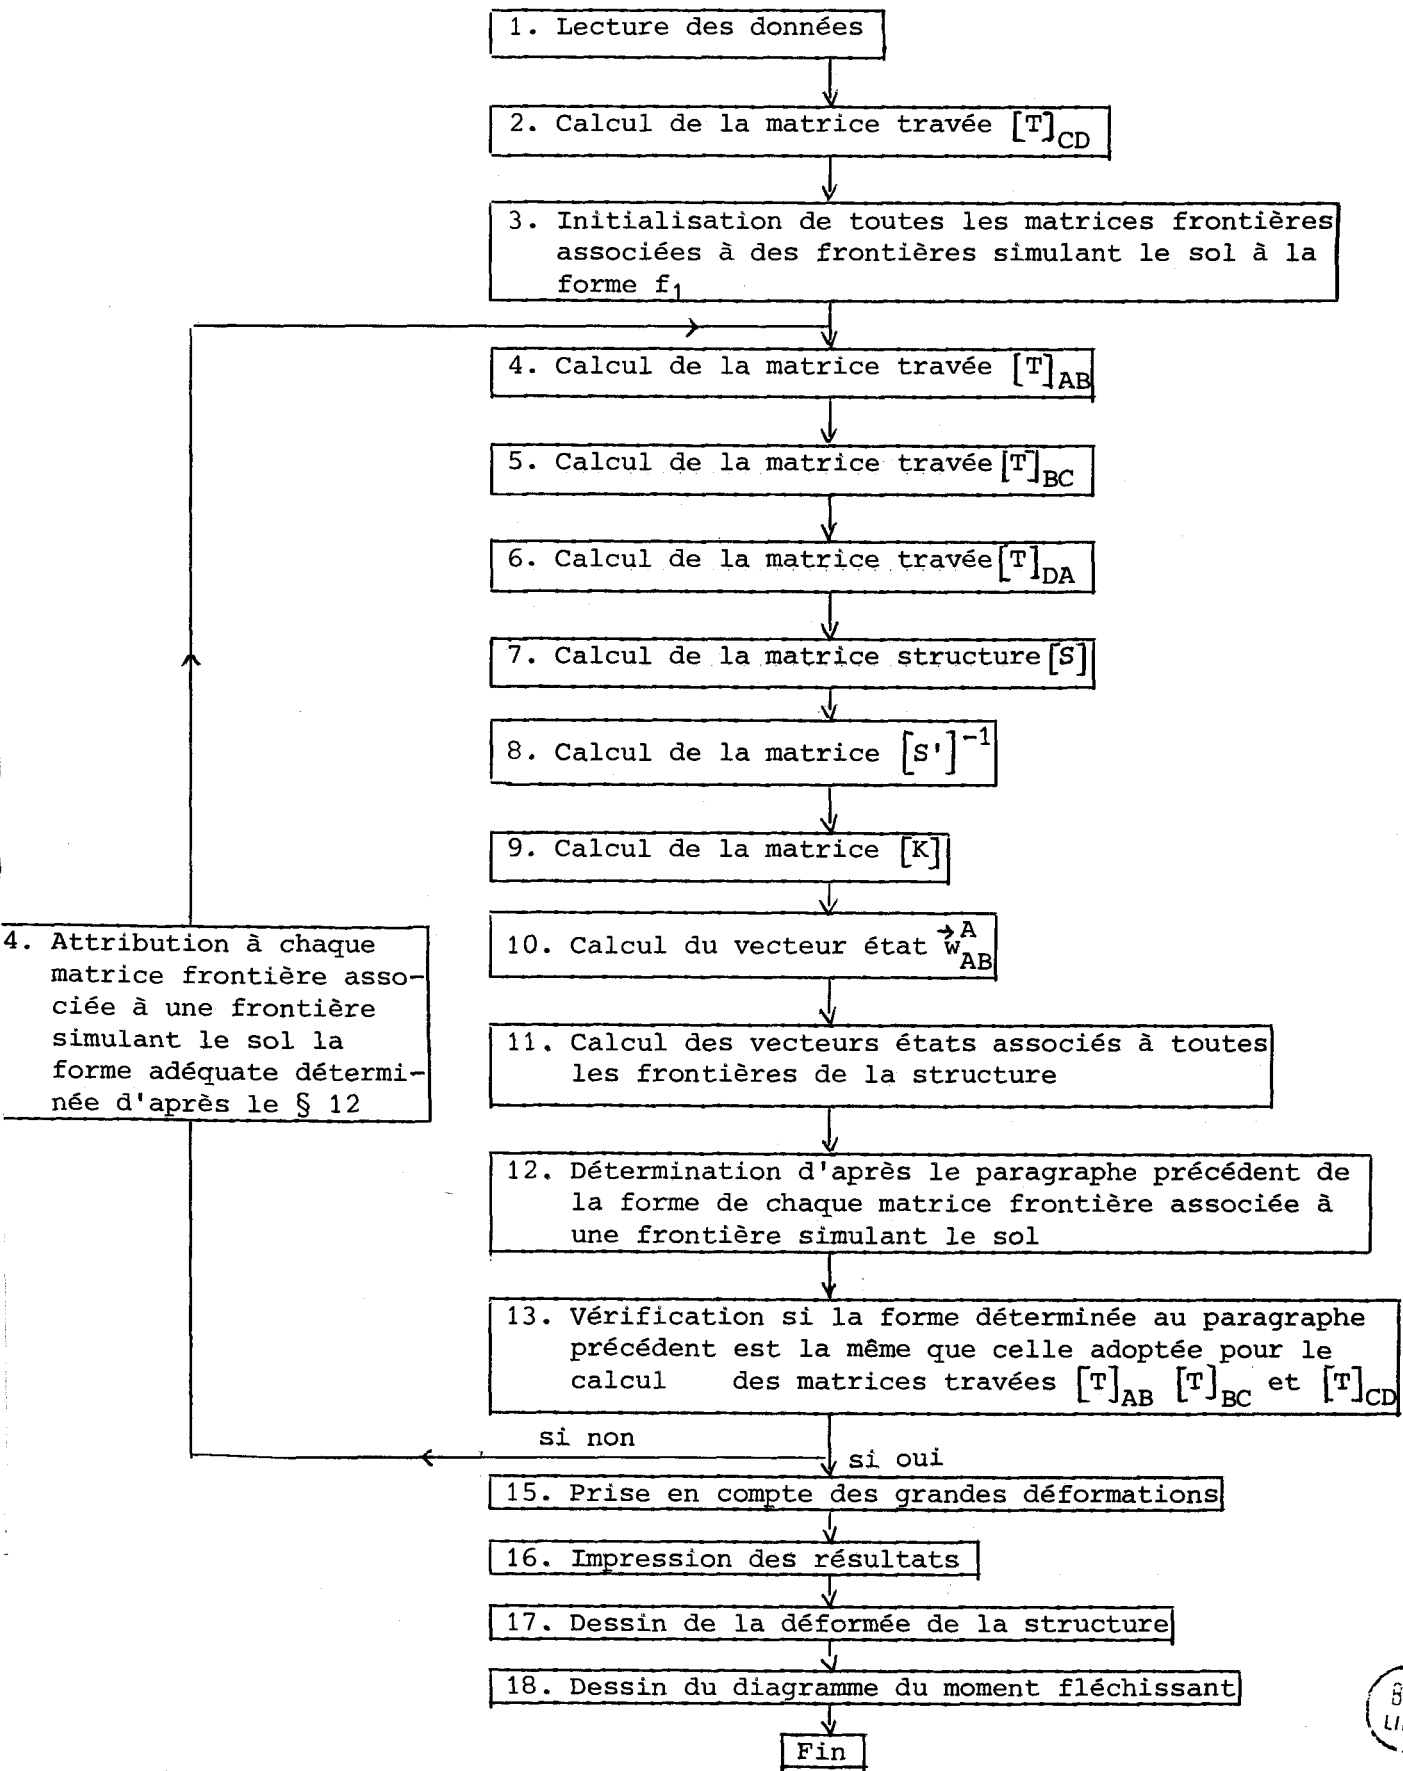 1. Lecture des données
2. Calcul de la matrice travée [T]CD
3. Initialisation de toutes les matrices frontières
associées à des frontières simulant le sol à la
forme f1
4. Calcul de la matrice travée [T]AB
5. Calcul de la matrice travée [T]BC
6. Calcul de la matrice travée [T]DA
7. Calcul de la matrice structure [S]
8. Calcul de la matrice [S']-1
9. Calcul de la matrice [K]
10. Calcul du vecteur état →wAAB
11. Calcul des vecteurs états associés à toutes
les frontières de la structure
12. Détermination d'après le paragraphe précédent de
la forme de chaque matrice frontière associée à
une frontière simulant le sol
13. Vérification si la forme déterminée au paragraphe
précédent est la même que celle adoptée pour le
calcul des matrices travées [T]AB [T]BC et [T]CD
si non
si oui
4. Attribution à chaque
matrice frontière asso-
ciée à une frontière
simulant le sol la
forme adéquate détermi-
née d'après le § 12
15. Prise en compte des grandes déformations
16. Impression des résultats
17. Dessin de la déformée de la structure
18. Dessin du diagramme du moment fléchissant
Fin